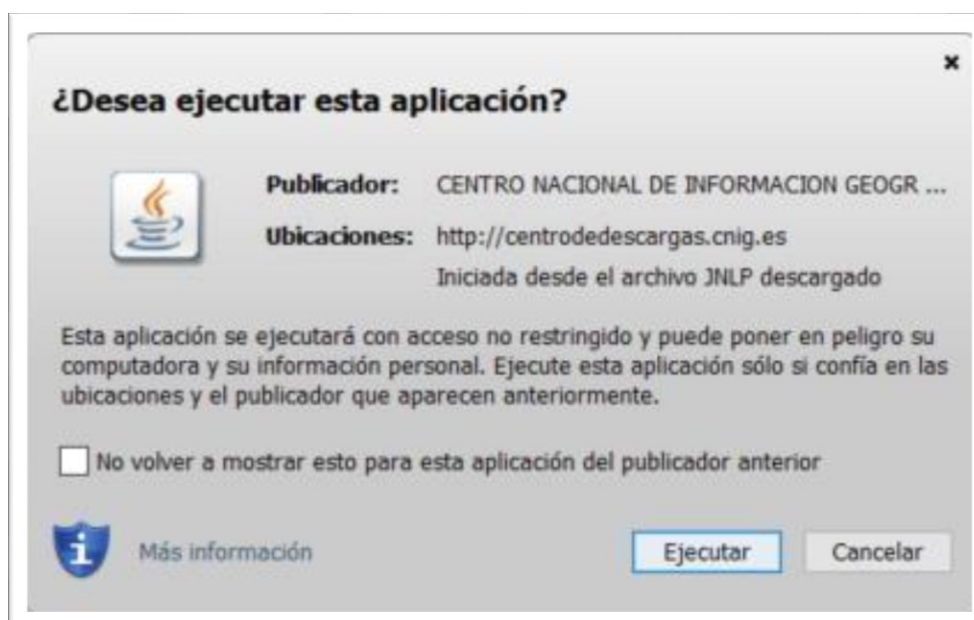 ¿Desea ejecutar esta aplicación?
Publicador: CENTRO NACIONAL DE INFORMACION GEOGR ...
Ubicaciones: http://centrodedescargas.cnig.es
Iniciada desde el archivo JNLP descargado
Esta aplicación se ejecutará con acceso no restringido y puede poner en peligro su
computadora y su información personal. Ejecute esta aplicación sólo si confía en las
ubicaciones y el publicador que aparecen anteriormente.
No volver a mostrar esto para esta aplicación del publicador anterior
Más información
Ejecutar
Cancelar